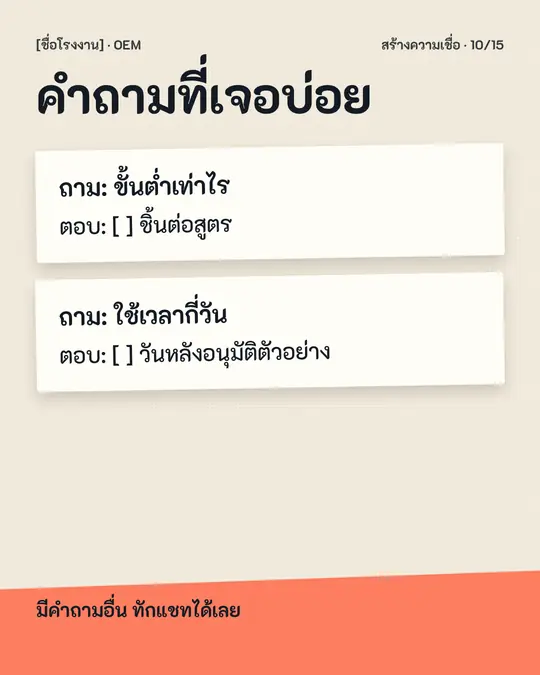 [ชื่อโรงงาน] · OEM
สร้างความเชื่อ · 10/15
คำถามที่เจอบ่อย
ถาม: ขั้นต่ำเท่าไร
ตอบ: [ ] ชิ้นต่อสูตร
ถาม: ใช้เวลากี่วัน
ตอบ: [ ] วันหลังอนุมัติตัวอย่าง
มีคำถามอื่น ทักแชทได้เลย